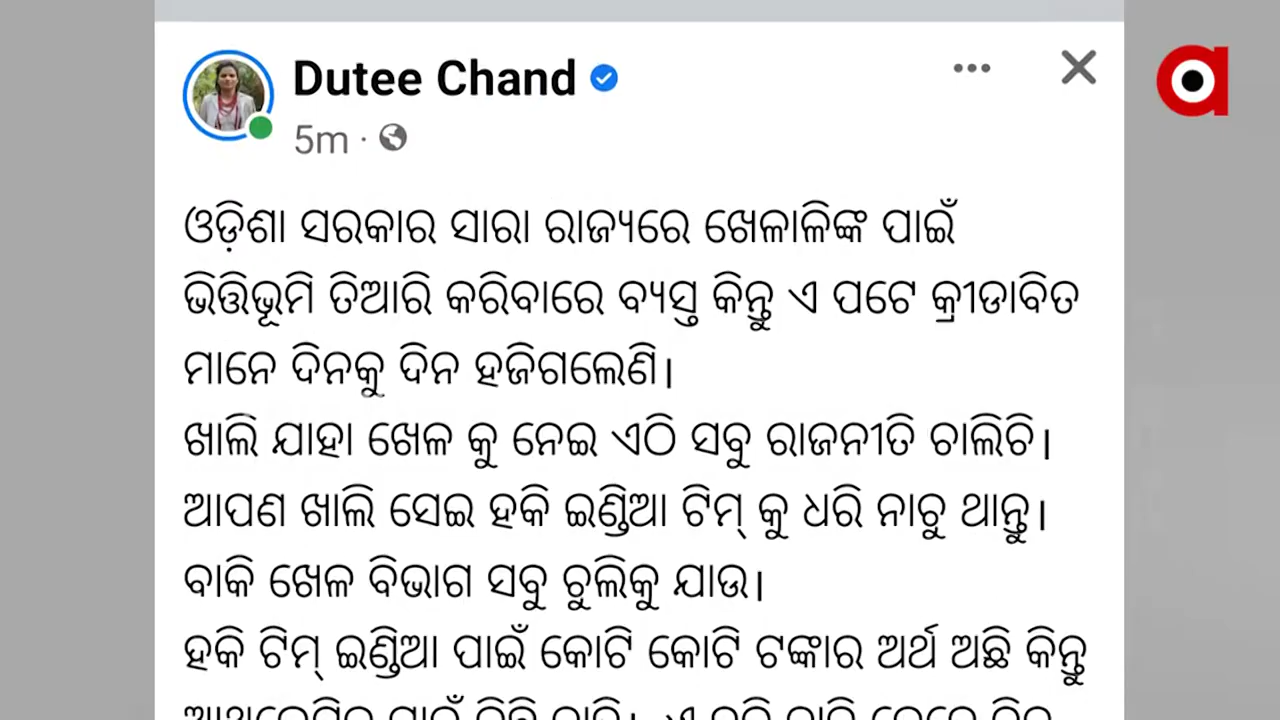 Dutee Chand
5m ·
ଓଡ଼ିଶା ସରକାର ସାରା ରାଜ୍ୟରେ ଖେଳାଳିଙ୍କ ପାଇଁ
ଭିତ୍ତିଭୂମି ତିଆରି କରିବାରେ ବ୍ୟସ୍ତ କିନ୍ତୁ ଏ ପଟେ କ୍ରୀଡାବିତ
ମାନେ ଦିନକୁ ଦିନ ହଜିଗଲେଣି।
ଖାଲି ଯାହା ଖେଳ କୁ ନେଇ ଏଠି ସବୁ ରାଜନୀତି ଚାଲିଚି।
ଆପଣ ଖାଲି ସେଇ ହକି ଇଣ୍ଡିଆ ଟିମ୍ କୁ ଧରି ନାଚୁ ଥାନ୍ତୁ।
ବାକି ଖେଳ ବିଭାଗ ସବୁ ଚୁଲିକୁ ଯାଉ।
ହକି ଟିମ୍ ଇଣ୍ଡିଆ ପାଇଁ କୋଟି କୋଟି ଟଙ୍କାର ଅର୍ଥ ଅଛି କିନ୍ତୁ